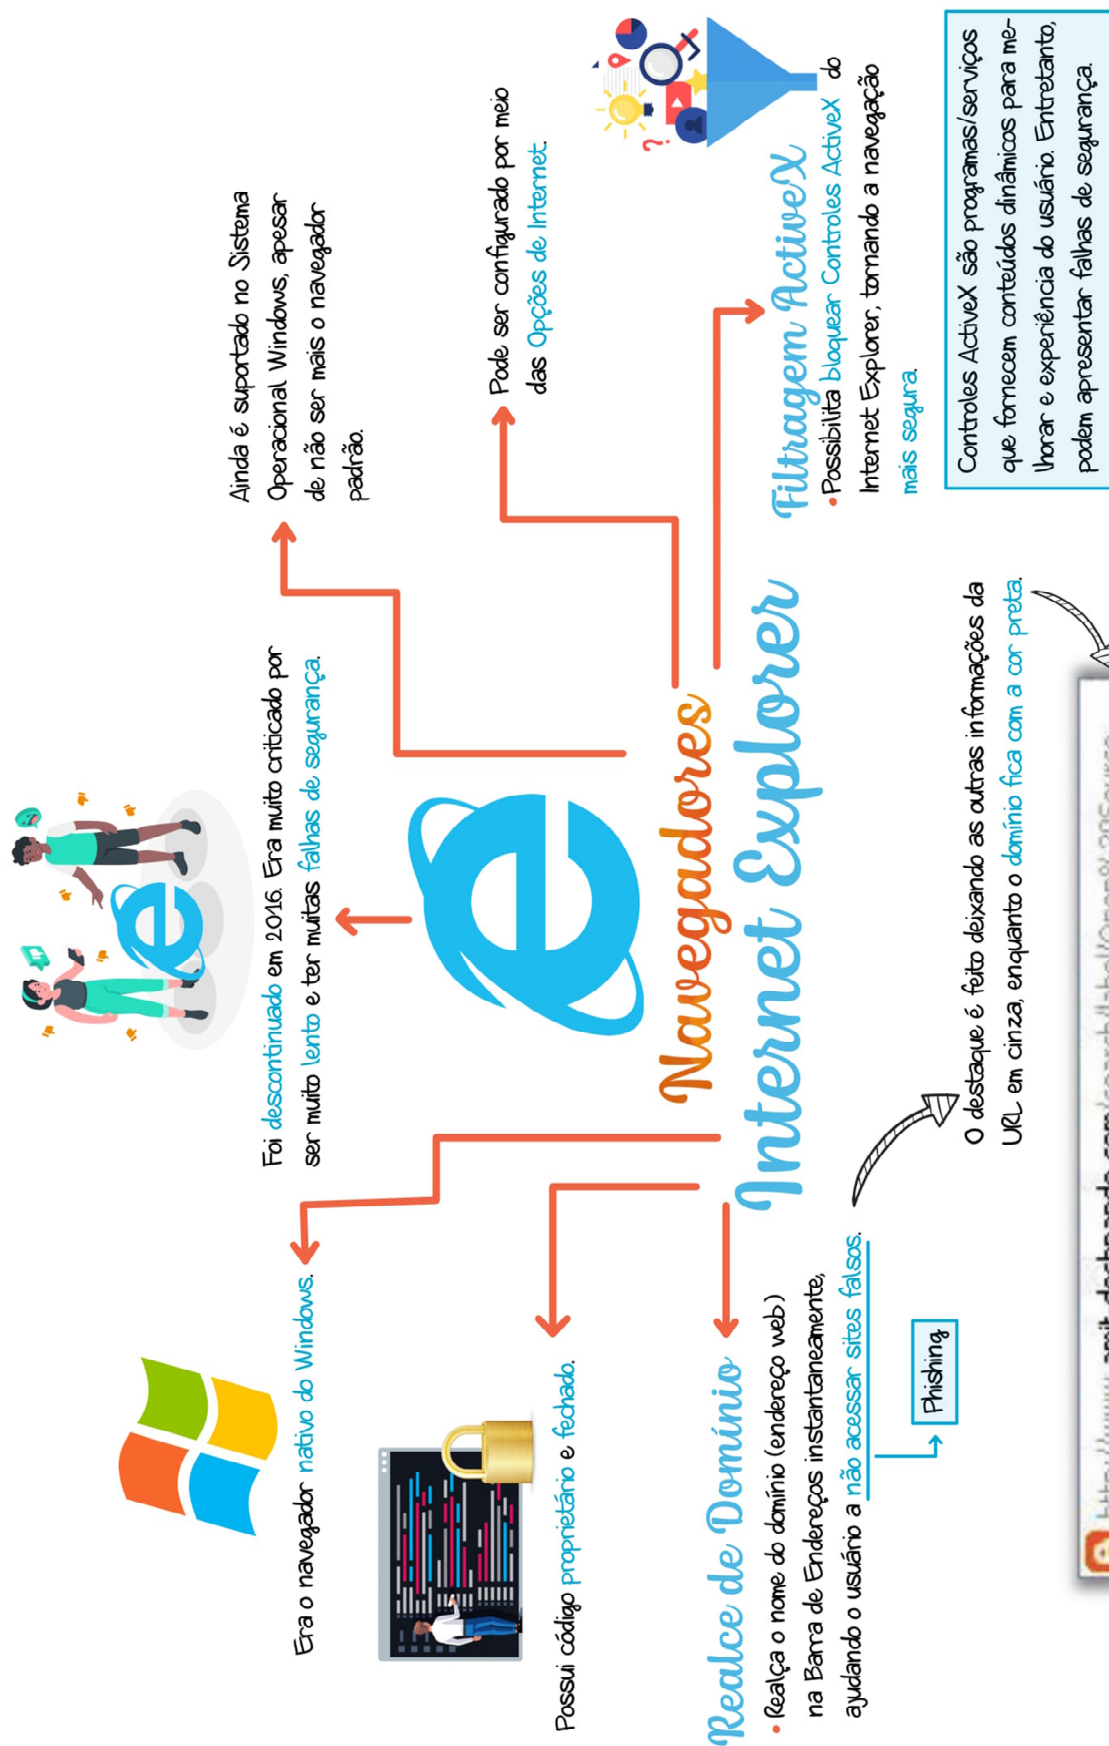 Foi descontinuado em 2016. Era muito criticado por
ser muito lento e ter muitas falhas de segurança.
Ainda é suportado no Sistema
Operacional Windows, apesar
de não ser mais o navegador
padrão.
Era o navegador nativo do Windows.
Pode ser configurado por meio
das Opções de Internet.
Possui código proprietário e fechado.
Navegadores
Internet Explorer
Realce de Domínio
• Realça o nome do domínio (endereço web)
na Barra de Endereços instantaneamente,
ajudando o usuário a não acessar sites falsos.
Phishing
O destaque é feito deixando as outras informações da
URL em cinza, enquanto o domínio fica com a cor preta.
Filtragem ActiveX
• Possibilita bloquear Controles ActiveX do
Internet Explorer, tornando a navegação
mais segura.
Controles ActiveX são programas/serviços
que fornecem conteúdos dinâmicos para me-
lhorar e experiência do usuário. Entretanto,
podem apresentar falhas de segurança.